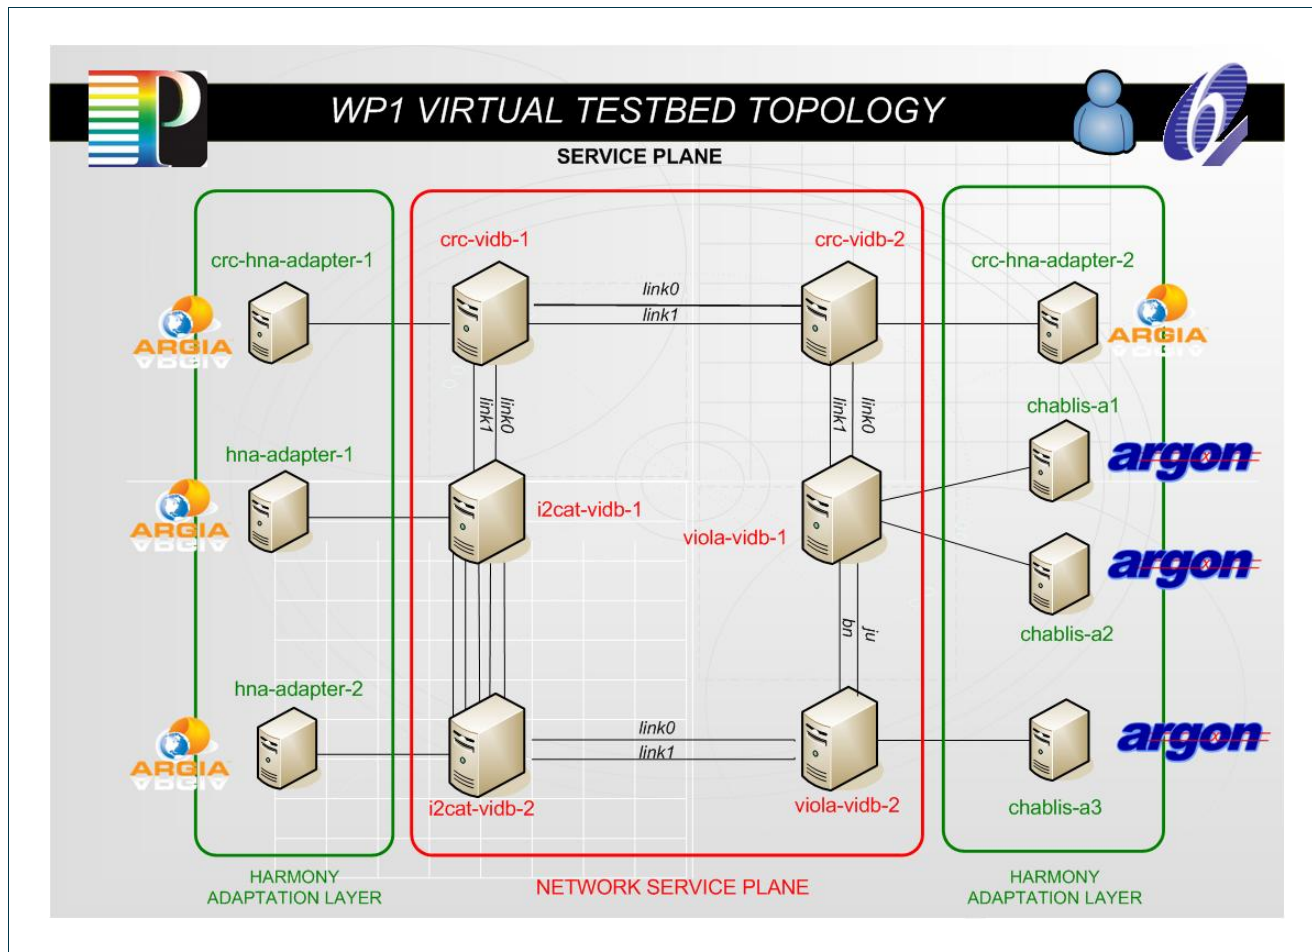 WP1 VIRTUAL TESTBED TOPOLOGY
SERVICE PLANE
crc-vidb-1
crc-vidb-2
crc-hna-adapter-1
crc-hna-adapter-2
link0
link1
ARGIA
ARGIA
link1
link0
link1
link0
chablis-a1
hna-adapter-1
argon
i2cat-vidb-1
viola-vidb-1
ARGIA
argon
bn
ju
chablis-a2
hna-adapter-2
link0
link1
argon
ARGIA
i2cat-vidb-2
viola-vidb-2
chablis-a3
HARMONY
ADAPTATION LAYER
NETWORK SERVICE PLANE
HARMONY
ADAPTATION LAYER